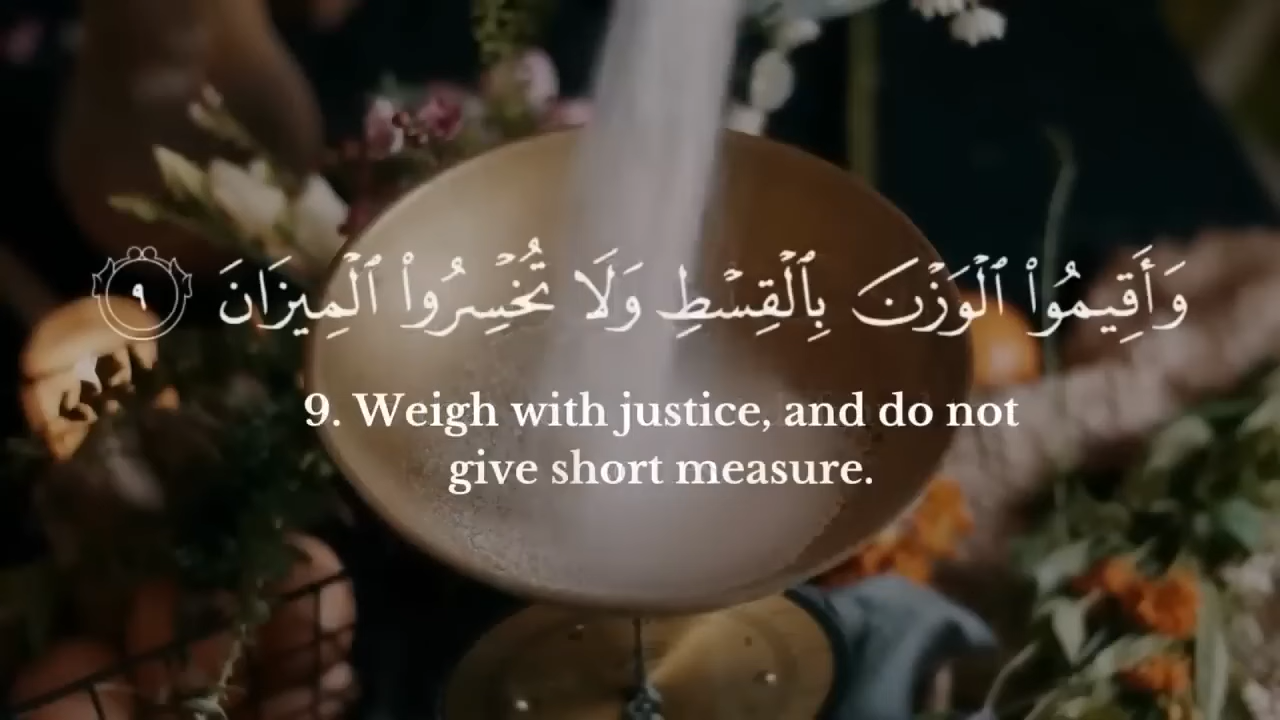 وَأَقِيمُوا۟ ٱلْوَزْنَ بِٱلْقِسْطِ وَلَا تُخْسِرُوا۟ ٱلْمِيزَانَ ٩
9. Weigh with justice, and do not
give short measure.